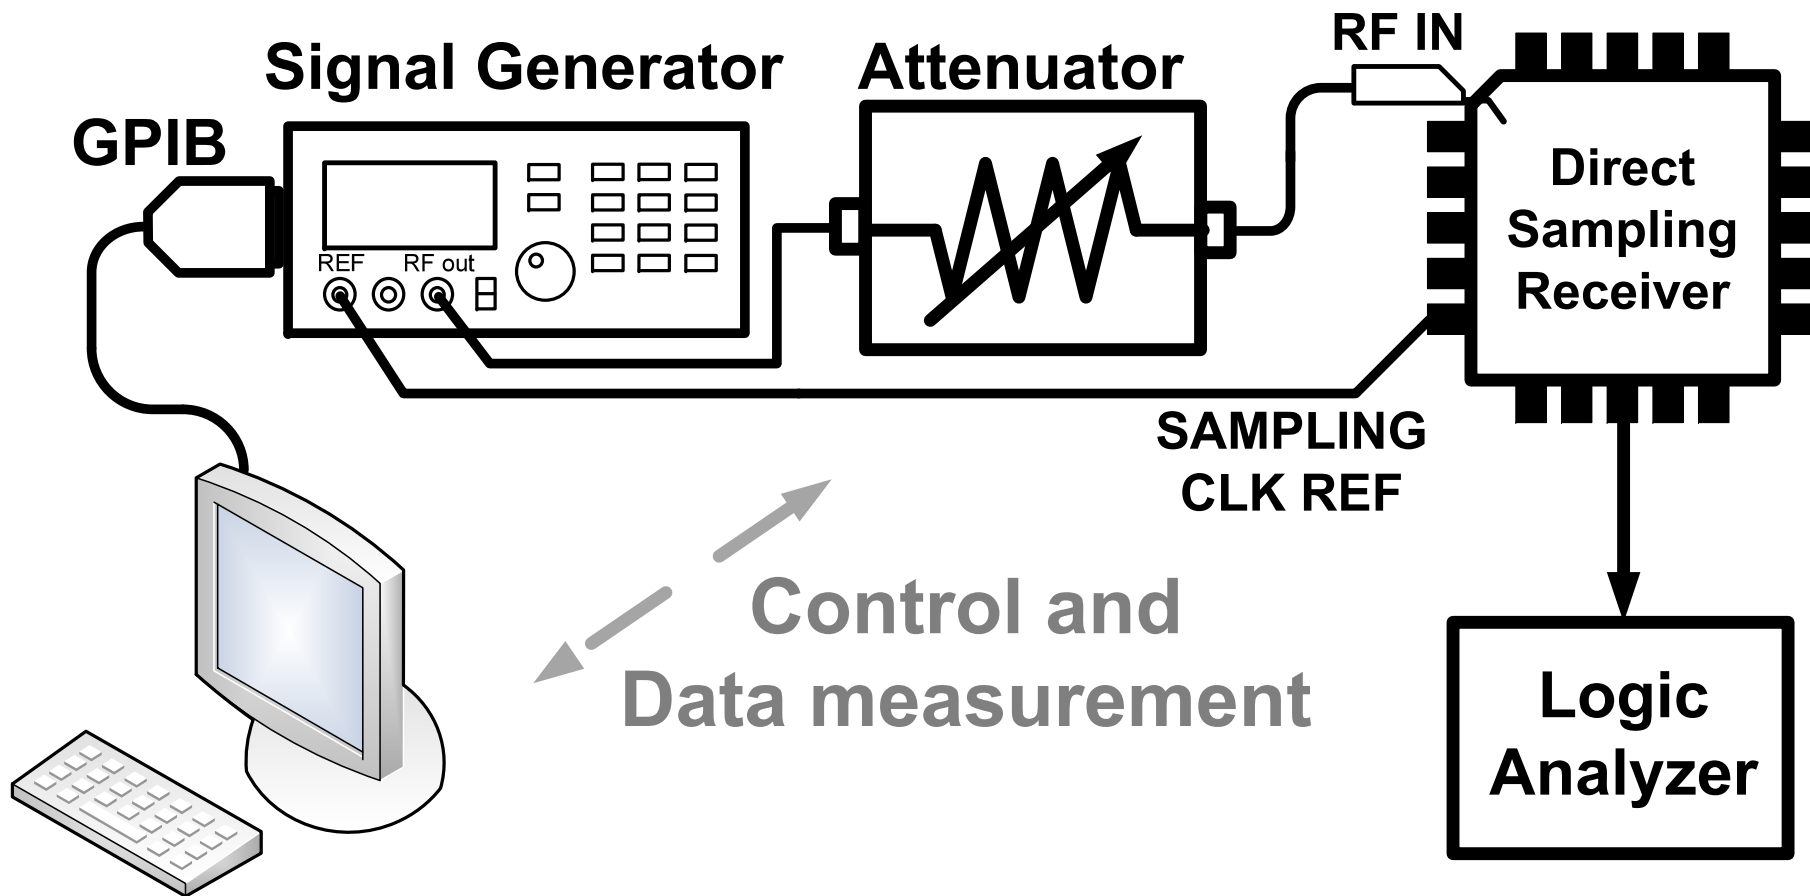 RF IN
Signal Generator
Attenuator
GPIB
Direct
Sampling
Receiver
REF
RF out
SAMPLING
CLK REF
Control and
Data measurement
Logic
Analyzer